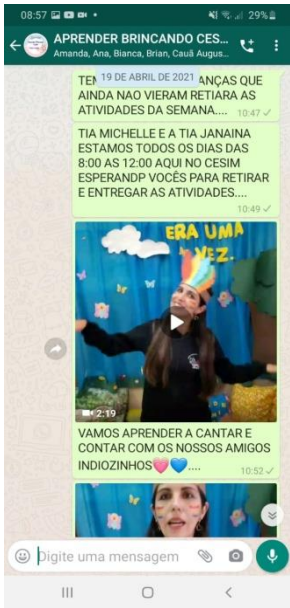 08:57
29%
APRENDER BRINCANDO CES...
Amanda, Ana, Bianca, Brian, Cauã Augus...
19 DE ABRIL DE 2021
ANÇAS QUE
AINDA NAO VIERAM RETIARA AS
ATIVIDADES DA SEMANA.... 10:47
TIA MICHELLE E A TIA JANAINA
ESTAMOS TODOS OS DIAS DAS
8:00 AS 12:00 AQUI NO CESIM
ESPERANDP VOCÊS PARA RETIRAR
E ENTREGAR AS ATIVIDADES....
10:49
ERA UMA
VEZ.
2:19
VAMOS APRENDER A CANTAR E
CONTAR COM OS NOSSOS AMIGOS
INDIOZINHOS🩷💙.... 10:52
Digite uma mensagem